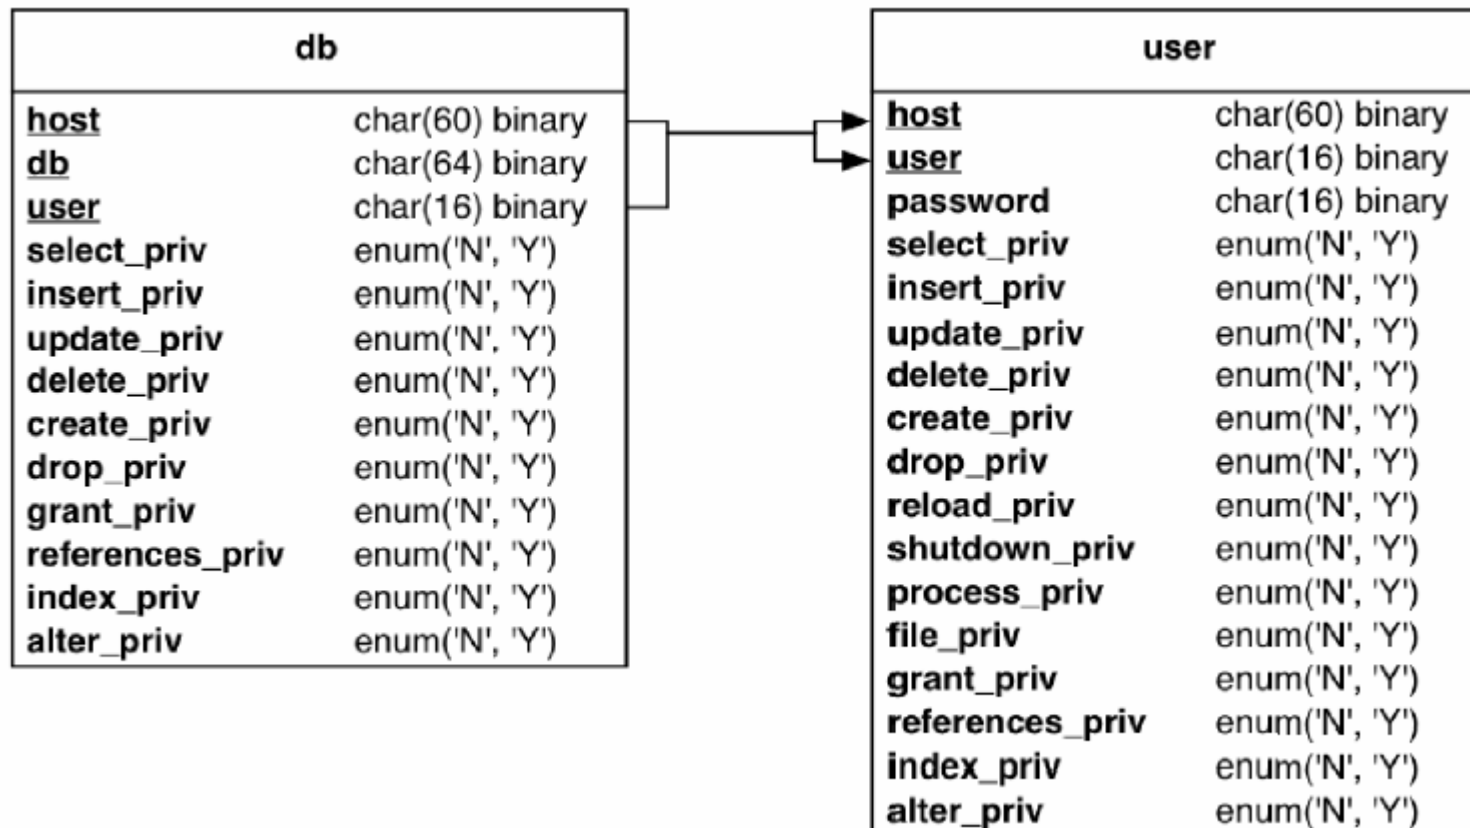 db
host char(60) binary
db char(64) binary
user char(16) binary
select_priv enum('N', 'Y')
insert_priv enum('N', 'Y')
update_priv enum('N', 'Y')
delete_priv enum('N', 'Y')
create_priv enum('N', 'Y')
drop_priv enum('N', 'Y')
grant_priv enum('N', 'Y')
references_priv enum('N', 'Y')
index_priv enum('N', 'Y')
alter_priv enum('N', 'Y')
user
host char(60) binary
user char(16) binary
password char(16) binary
select_priv enum('N', 'Y')
insert_priv enum('N', 'Y')
update_priv enum('N', 'Y')
delete_priv enum('N', 'Y')
create_priv enum('N', 'Y')
drop_priv enum('N', 'Y')
reload_priv enum('N', 'Y')
shutdown_priv enum('N', 'Y')
process_priv enum('N', 'Y')
file_priv enum('N', 'Y')
grant_priv enum('N', 'Y')
references_priv enum('N', 'Y')
index_priv enum('N', 'Y')
alter_priv enum('N', 'Y')